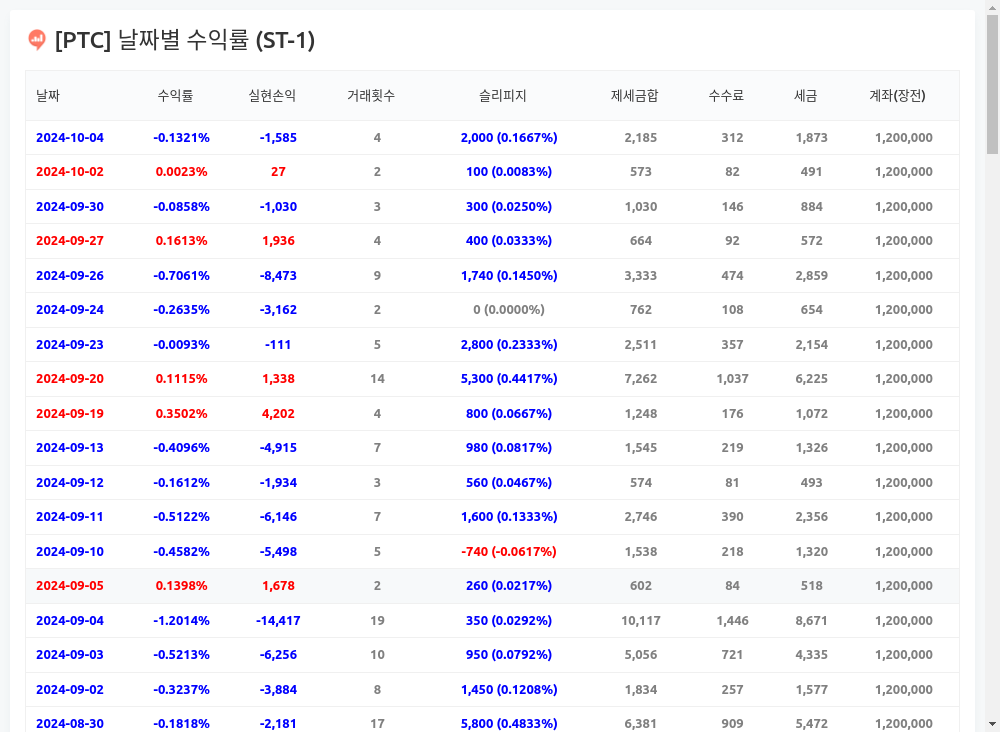 [PTC] 날짜별 수익률 (ST-1)
날짜 수익률 실현손익 거래횟수 슬리피지 제세금합 수수료 세금 계좌(장전)
2024-10-04 -0.1321% -1,585 4 2,000 (0.1667%) 2,185 312 1,873 1,200,000
2024-10-02 0.0023% 27 2 100 (0.0083%) 573 82 491 1,200,000
2024-09-30 -0.0858% -1,030 3 300 (0.0250%) 1,030 146 884 1,200,000
2024-09-27 0.1613% 1,936 4 400 (0.0333%) 664 92 572 1,200,000
2024-09-26 -0.7061% -8,473 9 1,740 (0.1450%) 3,333 474 2,859 1,200,000
2024-09-24 -0.2635% -3,162 2 0 (0.0000%) 762 108 654 1,200,000
2024-09-23 -0.0093% -111 5 2,800 (0.2333%) 2,511 357 2,154 1,200,000
2024-09-20 0.1115% 1,338 14 5,300 (0.4417%) 7,262 1,037 6,225 1,200,000
2024-09-19 0.3502% 4,202 4 800 (0.0667%) 1,248 176 1,072 1,200,000
2024-09-13 -0.4096% -4,915 7 980 (0.0817%) 1,545 219 1,326 1,200,000
2024-09-12 -0.1612% -1,934 3 560 (0.0467%) 574 81 493 1,200,000
2024-09-11 -0.5122% -6,146 7 1,600 (0.1333%) 2,746 390 2,356 1,200,000
2024-09-10 -0.4582% -5,498 5 -740 (-0.0617%) 1,538 218 1,320 1,200,000
2024-09-05 0.1398% 1,678 2 260 (0.0217%) 602 84 518 1,200,000
2024-09-04 -1.2014% -14,417 19 350 (0.0292%) 10,117 1,446 8,671 1,200,000
2024-09-03 -0.5213% -6,256 10 950 (0.0792%) 5,056 721 4,335 1,200,000
2024-09-02 -0.3237% -3,884 8 1,450 (0.1208%) 1,834 257 1,577 1,200,000
2024-08-30 -0.1818% -2,181 17 5,800 (0.4833%) 6,381 909 5,472 1,200,000